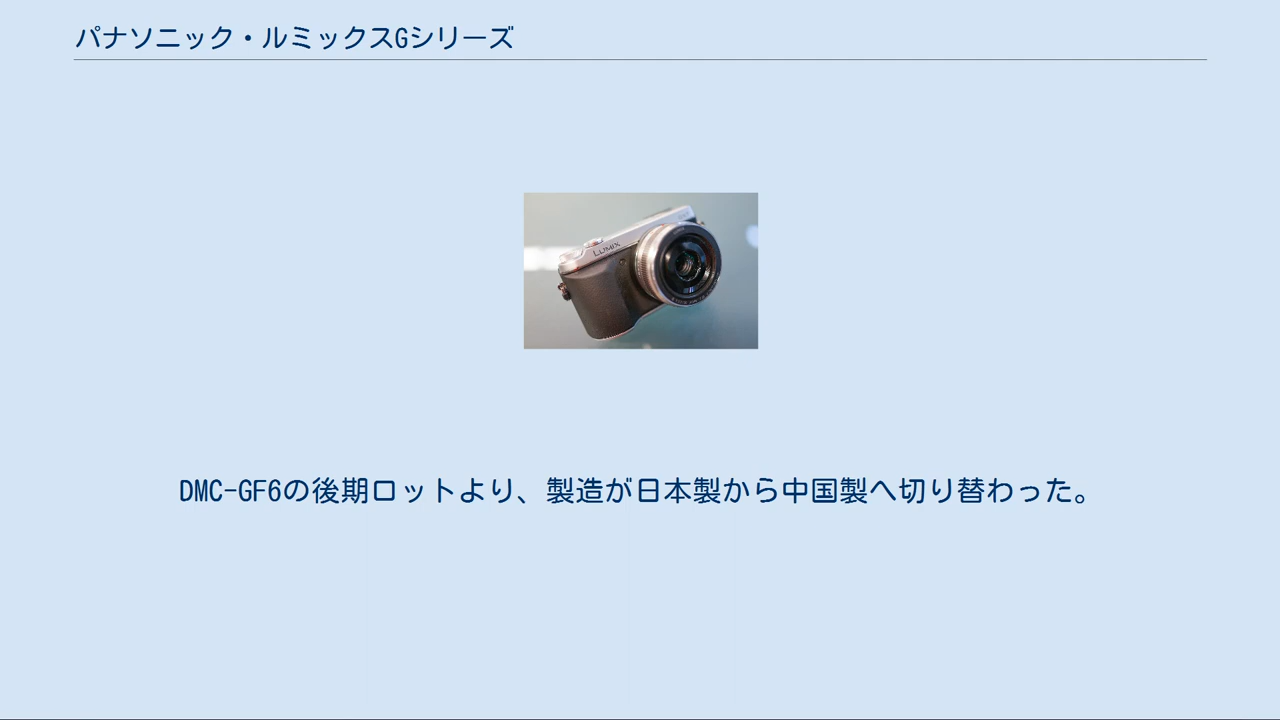 パナソニック・ルミックスGシリーズ
LUMIX
DMC-GF6の後期ロットより、製造が日本製から中国製へ切り替わった。